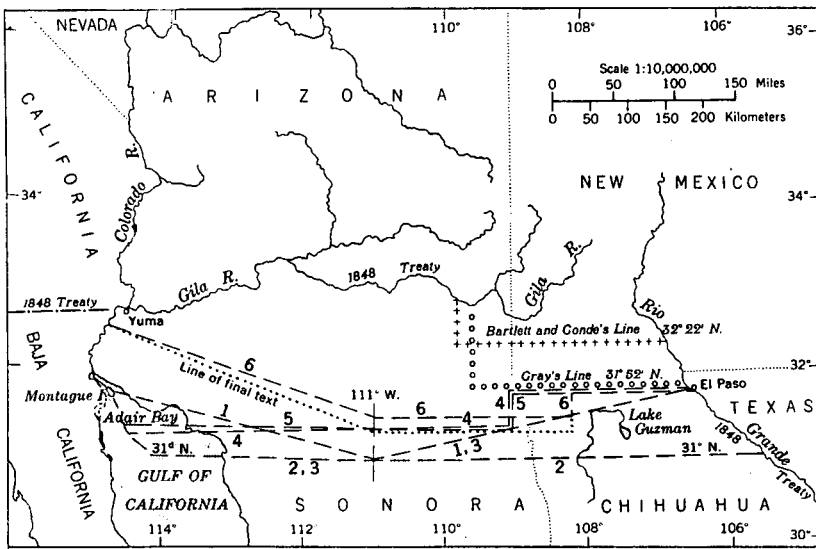 NEVADA
110°
106°
36°
Scale 1:10,000,000
0 50 100 150 Miles
0 50 100 150 200 Kilometers
CALIFORNIA
ARIZONA
Colorado R.
34°
NEW MEXICO
34°
Gila R.
1848 Treaty
Gila R.
Rio
1848 Treaty
Yuma
Bartlett and Conde's Line 32° 22' N.
BAJA
6
Line of final text
111° W.
Gray's Line 31° 52' N.
32°
El Paso
Montague I.
Adair Bay
1
5
6
4
4
5
6
TEXAS
Lake Guzman
4
31d N.
1, 3
31° N.
1848
Grande
Treaty
2, 3
2
CALIFORNIA
GULF OF
CALIFORNIA
SONORA
CHIHUAHUA
114°
112°
110°
108°
106°
30°